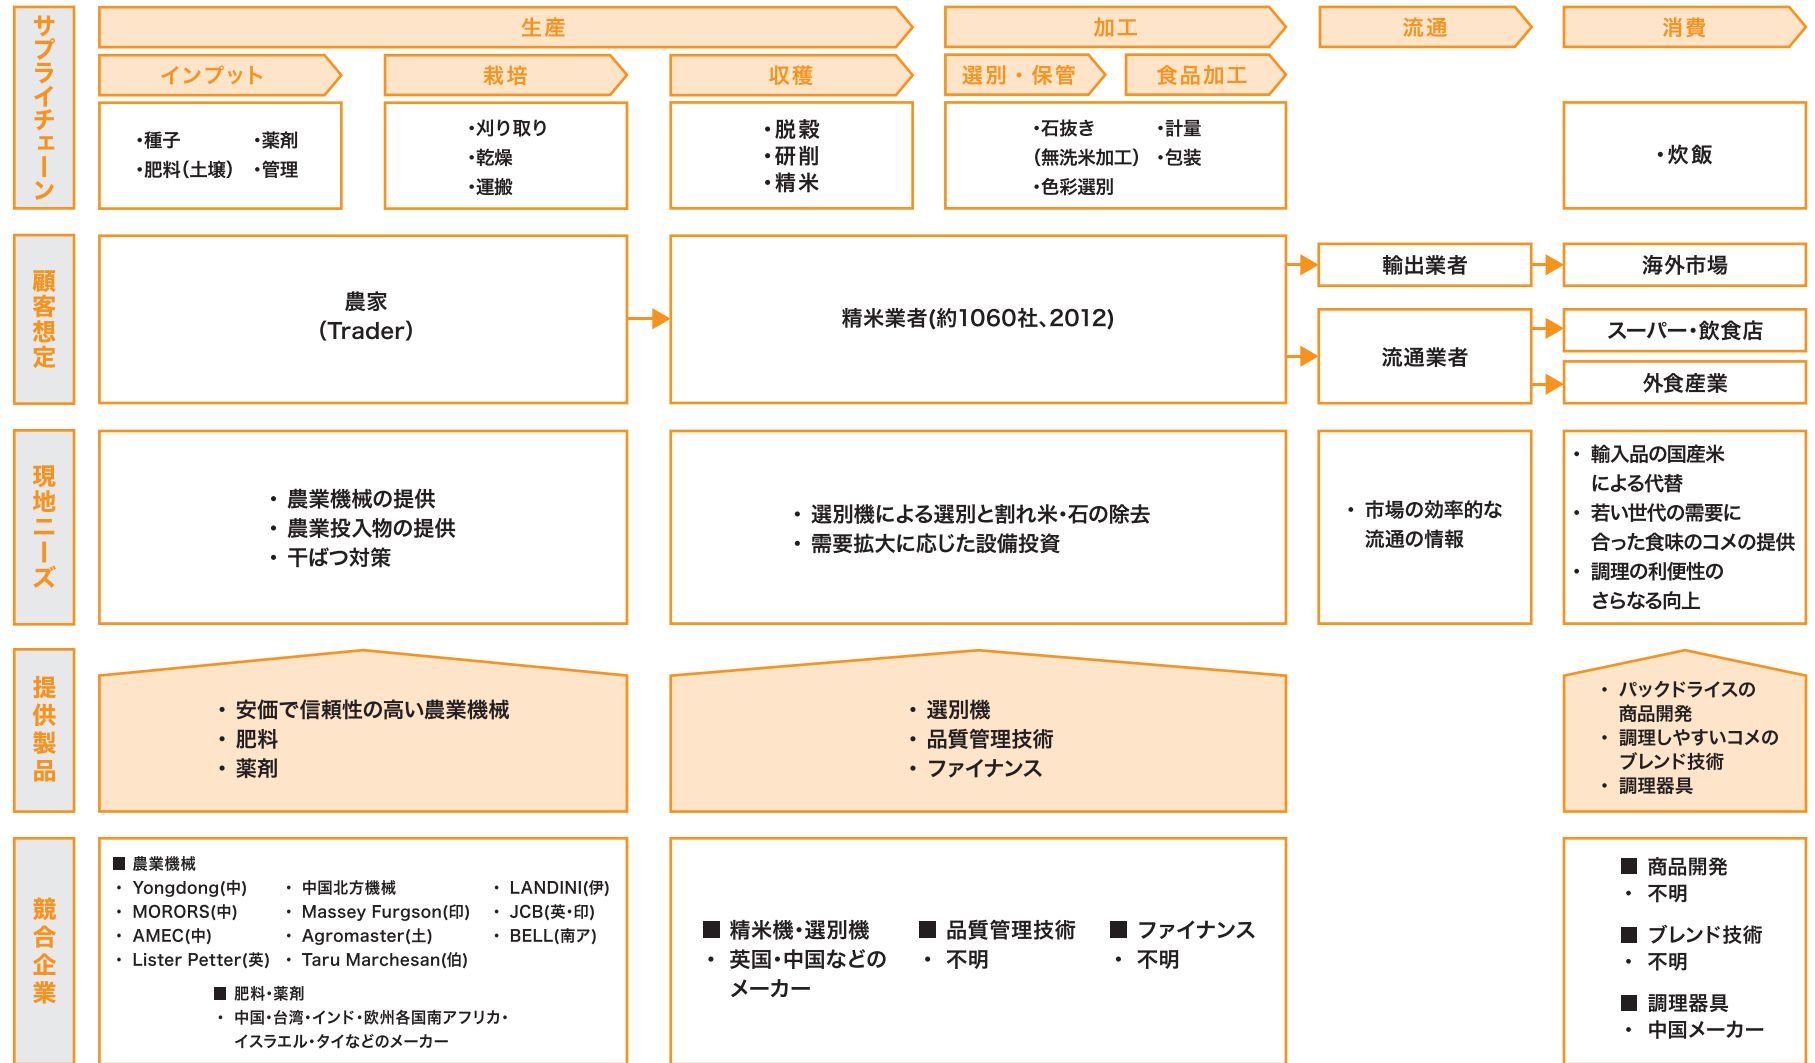 サプライチェーン
生産
加工
流通
消費
インプット
栽培
収穫
選別・保管
食品加工
・種子
・薬剤
・肥料(土壌)
・管理
・刈り取り
・乾燥
・運搬
・脱穀
・研削
・精米
・石抜き
(無洗米加工)
・色彩選別
・計量
・包装
・炊飯
顧客想定
農家
(Trader)
精米業者(約1060社、2012)
輸出業者
海外市場
流通業者
スーパー・飲食店
外食産業
現地ニーズ
・ 農業機械の提供
・ 農業投入物の提供
・ 干ばつ対策
・ 選別機による選別と割れ米・石の除去
・ 需要拡大に応じた設備投資
・ 市場の効率的な
流通の情報
・ 輸入品の国産米
による代替
・ 若い世代の需要に
合った食味のコメの提供
・ 調理の利便性の
さらなる向上
提供製品
・ 安価で信頼性の高い農業機械
・ 肥料
・ 薬剤
・ 選別機
・ 品質管理技術
・ ファイナンス
・ パックドライスの
商品開発
・ 調理しやすいコメの
ブレンド技術
・ 調理器具
競合企業
■ 農業機械
・ Yongdong(中)
・ MORORS(中)
・ AMEC(中)
・ Lister Petter(英)
・ 中国北方機械
・ Massey Furgson(印)
・ Agromaster(土)
・ Taru Marchesan(伯)
・ LANDINI(伊)
・ JCB(英・印)
・ BELL(南ア)
■ 肥料・薬剤
・ 中国・台湾・インド・欧州各国南アフリカ・
イスラエル・タイなどのメーカー
■ 精米機・選別機
・ 英国・中国などの
メーカー
■ 品質管理技術
・ 不明
■ ファイナンス
・ 不明
■ 商品開発
・ 不明
■ ブレンド技術
・ 不明
■ 調理器具
・ 中国メーカー